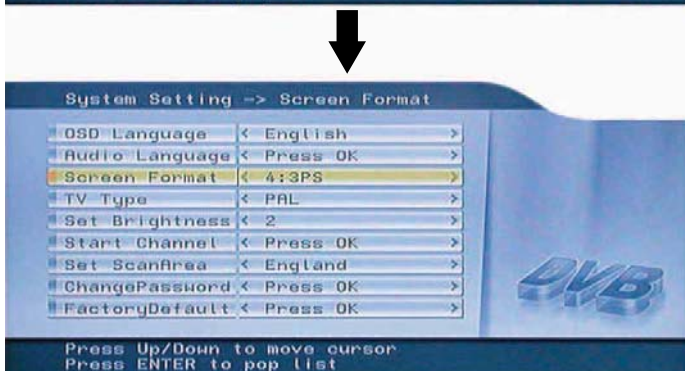 System Setting -> Screen Format
OSD Language < English >
Audio Language < Press OK >
Screen Format < 4:3PS >
TV Type < PAL >
Set Brightness < 2 >
Start Channel < Press OK >
Set ScanArea < England >
ChangePassword < Press OK >
FactoryDefault < Press OK >
DVB
Press Up/Down to move cursor
Press ENTER to pop list